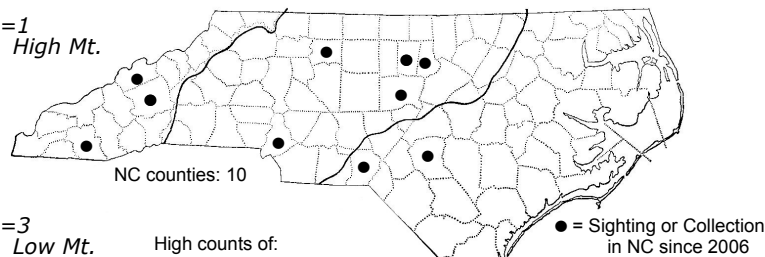 =1
High Mt.
NC counties: 10
=3
Low Mt.
High counts of:
● = Sighting or Collection
in NC since 2006